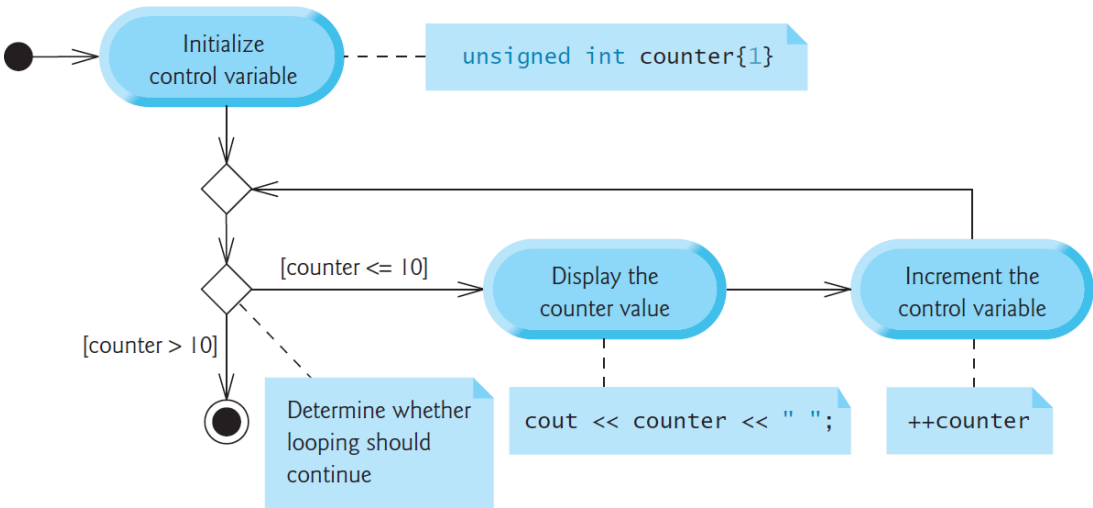 Initialize
control variable
unsigned int counter{1}
[counter <= 10]
Display the
counter value
Increment the
control variable
[counter > 10]
Determine whether
looping should
continue
cout << counter << " ";
++counter